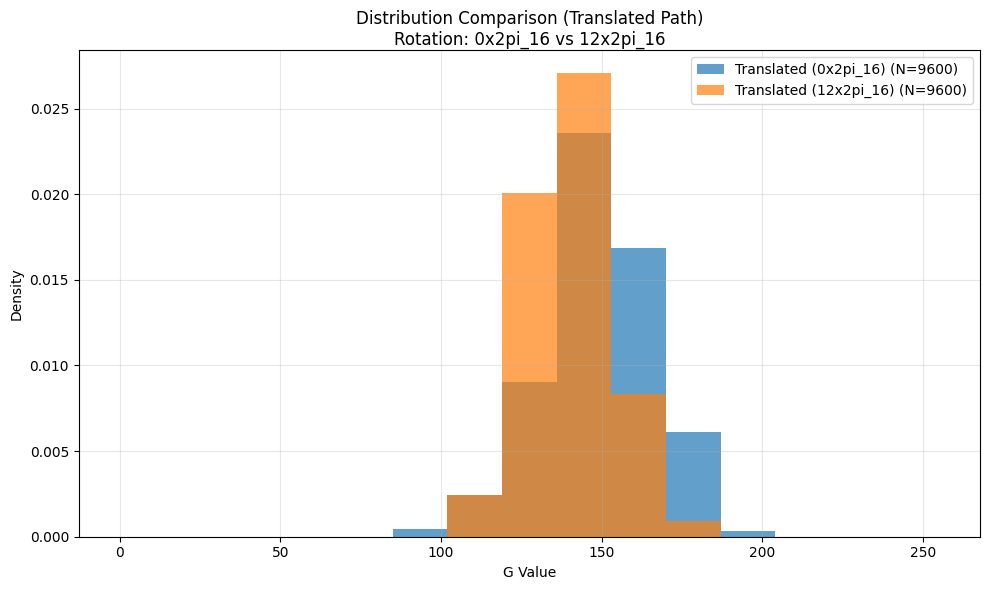 Distribution Comparison (Translated Path)
Rotation: 0x2pi_16 vs 12x2pi_16
Translated (0x2pi_16) (N=9600)
Translated (12x2pi_16) (N=9600)
Density
0.025
0.020
0.015
0.010
0.005
0.000
0 50 100 150 200 250
G Value